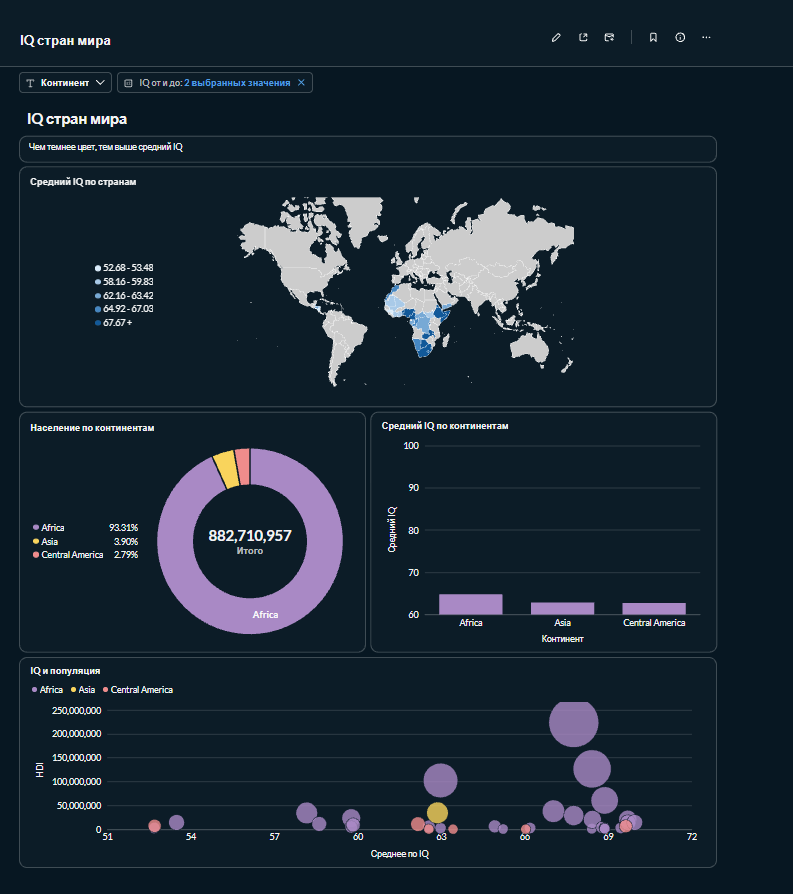 IQ стран мира
Континент
IQ от и до: 2 выбранных значения
IQ стран мира
Чем темнее цвет, тем выше средний IQ
Средний IQ по странам
52.68 - 53.48
58.16 - 59.83
62.16 - 63.42
64.92 - 67.03
67.67 +
Население по континентам
Africa 93.31%
Asia 3.90%
Central America 2.79%
882,710,957
Итого
Africa
Средний IQ по континентам
100
90
80
70
60
Средний IQ
Africa Asia Central America
Континент
IQ и популяция
Africa Asia Central America
250,000,000
200,000,000
150,000,000
100,000,000
50,000,000
0
HDI
51 54 57 60 63 66 69 72
Среднее по IQ